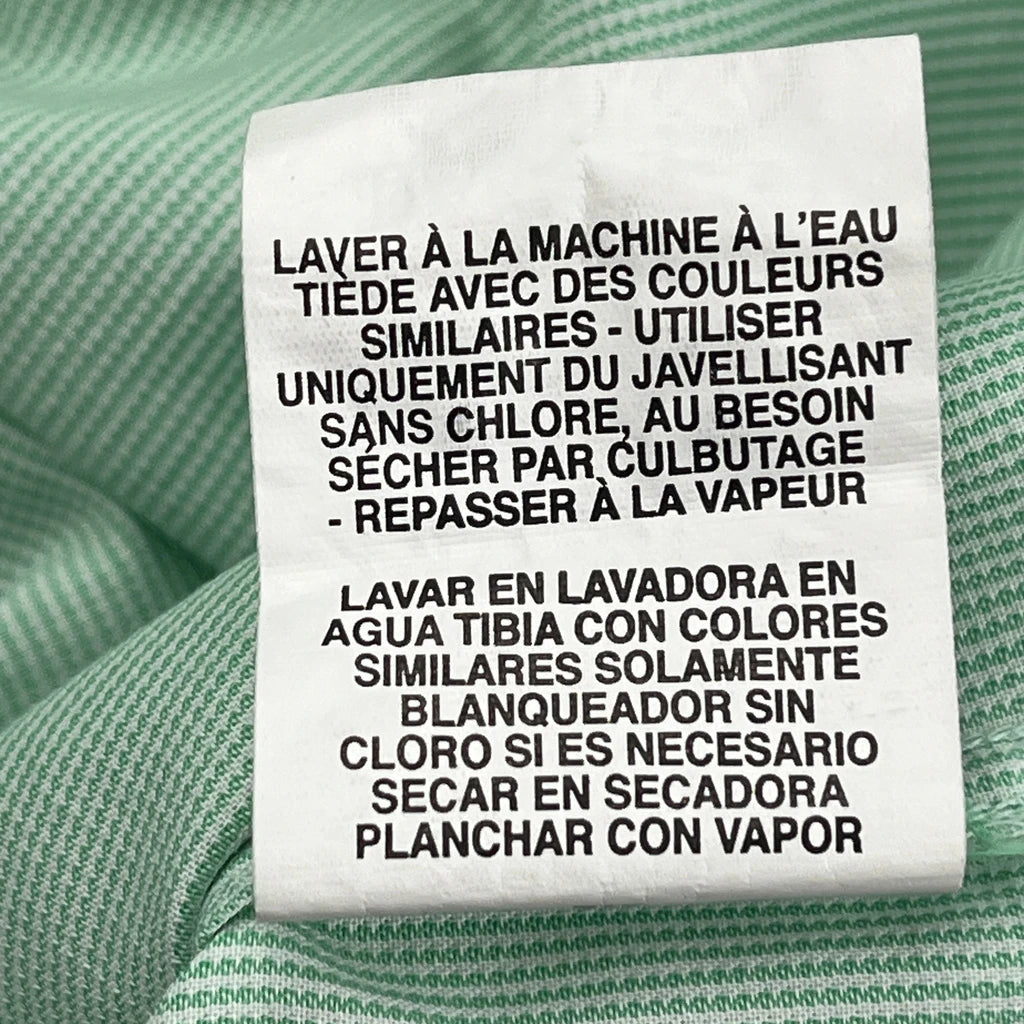 LAVER À LA MACHINE À L'EAU
TIÈDE AVEC DES COULEURS
SIMILAIRES - UTILISER
UNIQUEMENT DU JAVELLISANT
SANS CHLORE, AU BESOIN
SÉCHER PAR CULBUTAGE
- REPASSER À LA VAPEUR
LAVAR EN LAVADORA EN
AGUA TIBIA CON COLORES
SIMILARES SOLAMENTE
BLANQUEADOR SIN
CLORO SI ES NECESARIO
SECAR EN SECADORA
PLANCHAR CON VAPOR